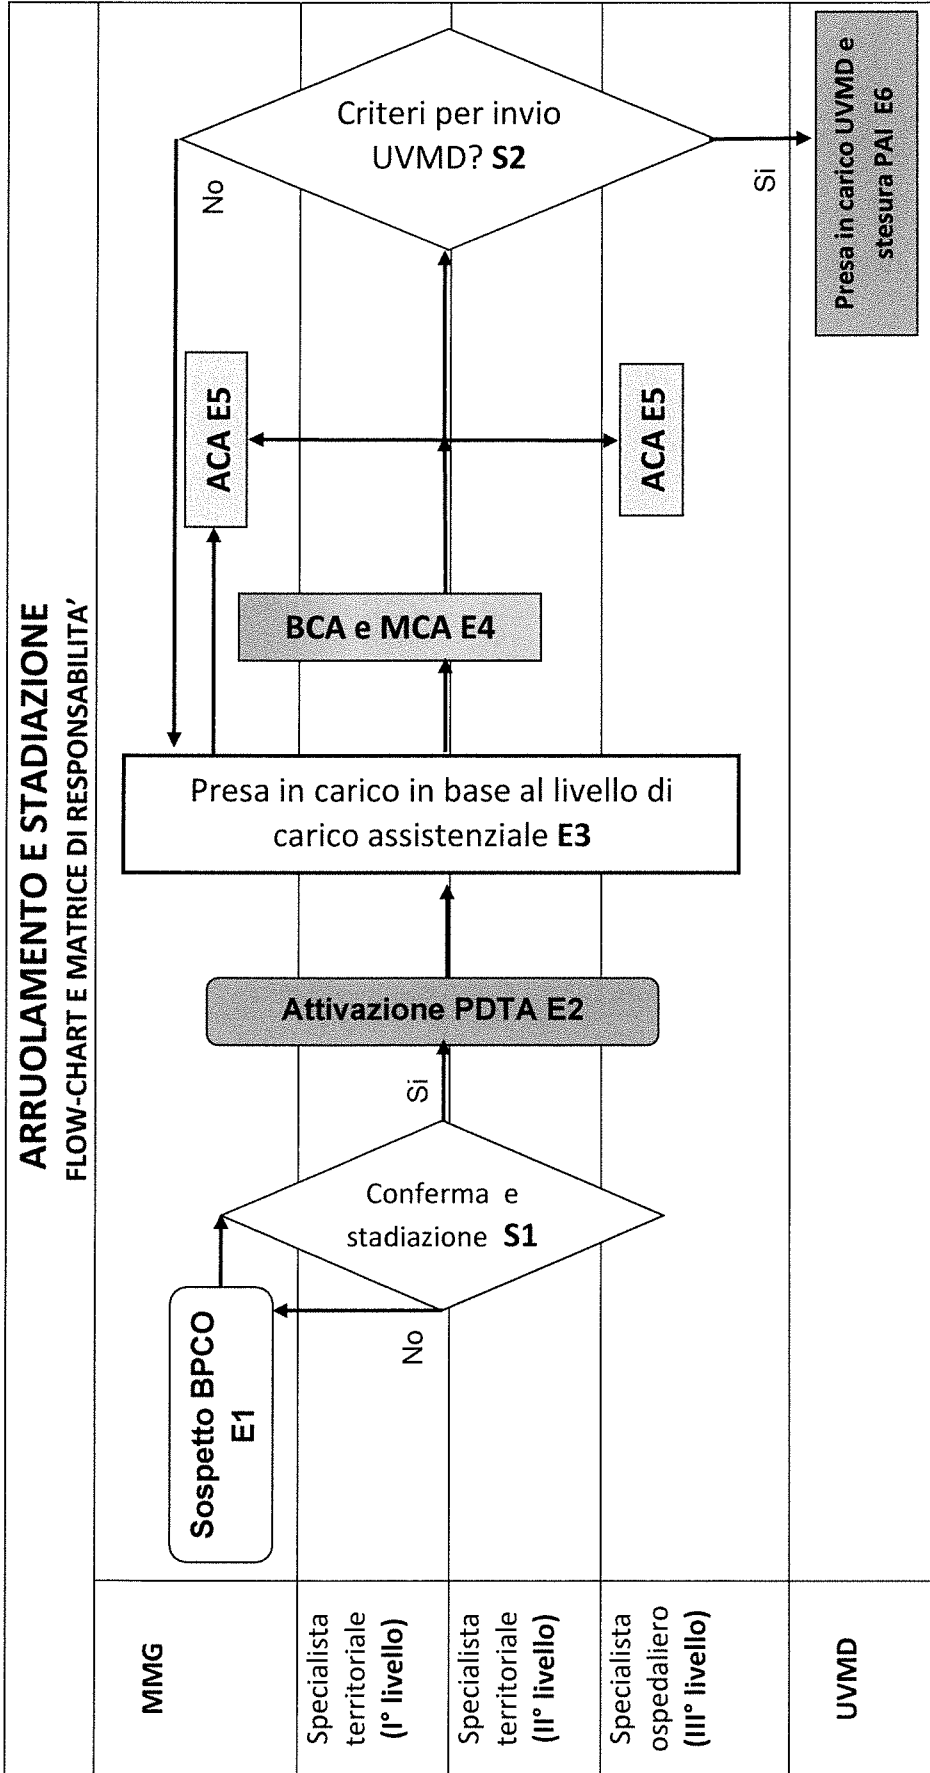 ARRUOLAMENTO E STADIAZIONE
FLOW-CHART E MATRICE DI RESPONSABILITA’
MMG
Specialista
territoriale
(I° livello)
Specialista
territoriale
(II° livello)
Specialista
ospedaliero
(III° livello)
UVMD
Sospetto BPCO
E1
No
Conferma e
stadiazione S1
Si
Attivazione PDTA E2
Presa in carico in base al livello di
carico assistenziale E3
BCA e MCA E4
ACA E5
ACA E5
No
Criteri per invio
UVMD? S2
Si
Presa in carico UVMD e
stesura PAI E6